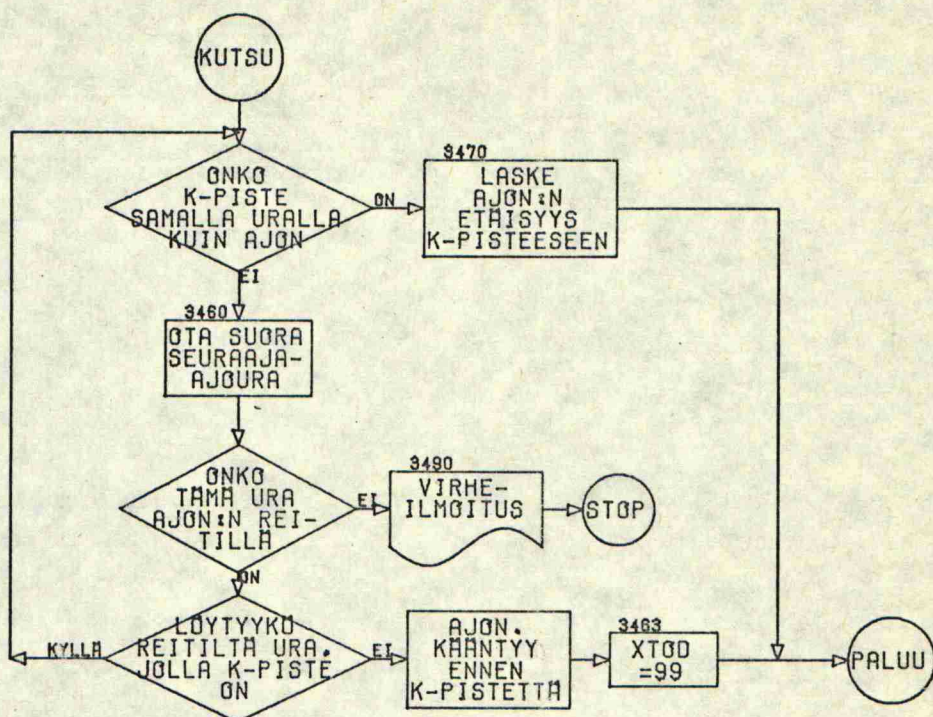 KUTSU
ONKO
K-PISTE
SAMALLA URALLA
KUIN AJON
ON
3470
LASKE
AJON:N
ETÄISYYS
K-PISTEESEEN
EI
3460
OTA SUORA
SEURAAJA-
AJOURA
ONKO
TÄMÄ URA
AJON:N REI-
TILLÄ
EI
3490
VIRHE-
ILMOITUS
STOP
ON
LÖYTYYKÖ
REITILTÄ URA.
JOLLA K-PISTE
ON
KYLLÄ
EI
AJON.
KÄÄNTYY
ENNEN
K-PISTETTÄ
3463
XTOD
=99
PALUU